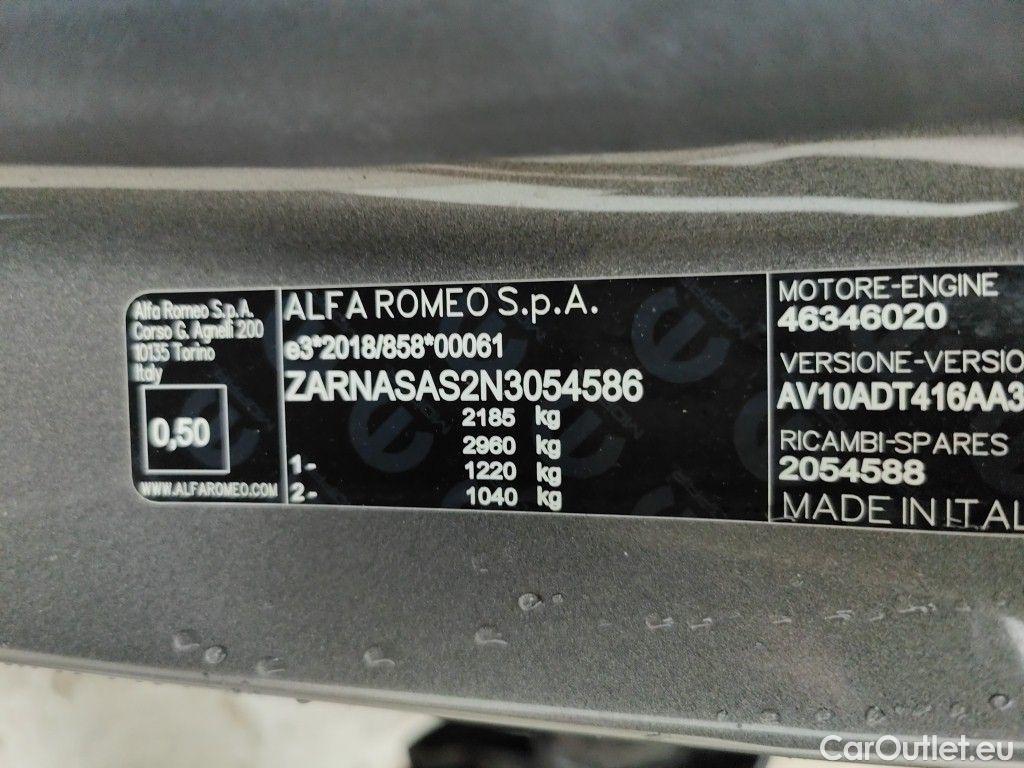 Alfa Romeo S.p.A.
Corso G. Agnelli 200
10135 Torino
Italy
0,50
WWW.ALFAROMEO.COM
ALFA ROMEO S.p.A.
e3*2018/858*00061
ZARNASAS2N3054586
2185 kg
2960 kg
1- 1220 kg
2- 1040 kg
MOTORE-ENGINE
46346020
VERSIONE-VERSIO
AV10ADT416AA3
RICAMBI-SPARES
2054588
MADE IN ITAL
CarOutlet.eu